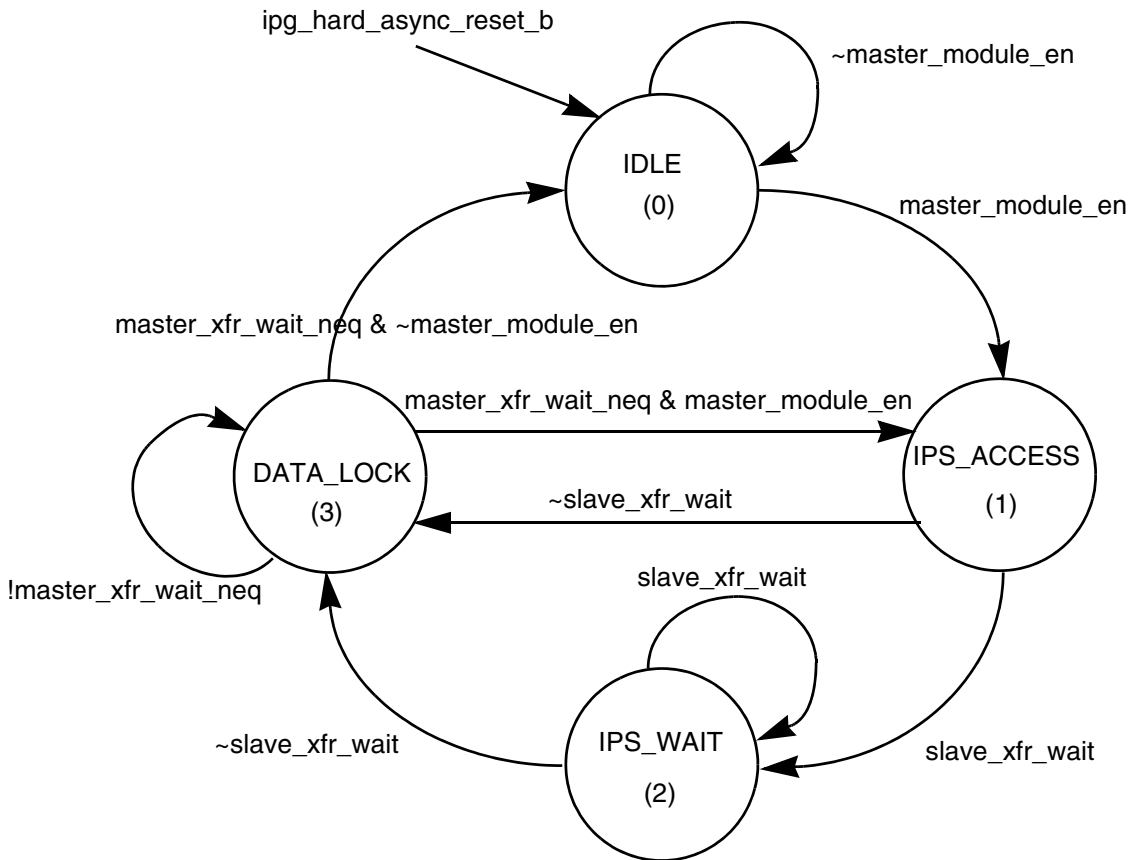 ipg_hard_async_reset_b
~master_module_en
IDLE
(0)
master_module_en
master_xfr_wait_neq & ~master_module_en
master_xfr_wait_neq & master_module_en
DATA_LOCK
(3)
IPS_ACCESS
(1)
~slave_xfr_wait
!master_xfr_wait_neq
slave_xfr_wait
~slave_xfr_wait
IPS_WAIT
(2)
slave_xfr_wait